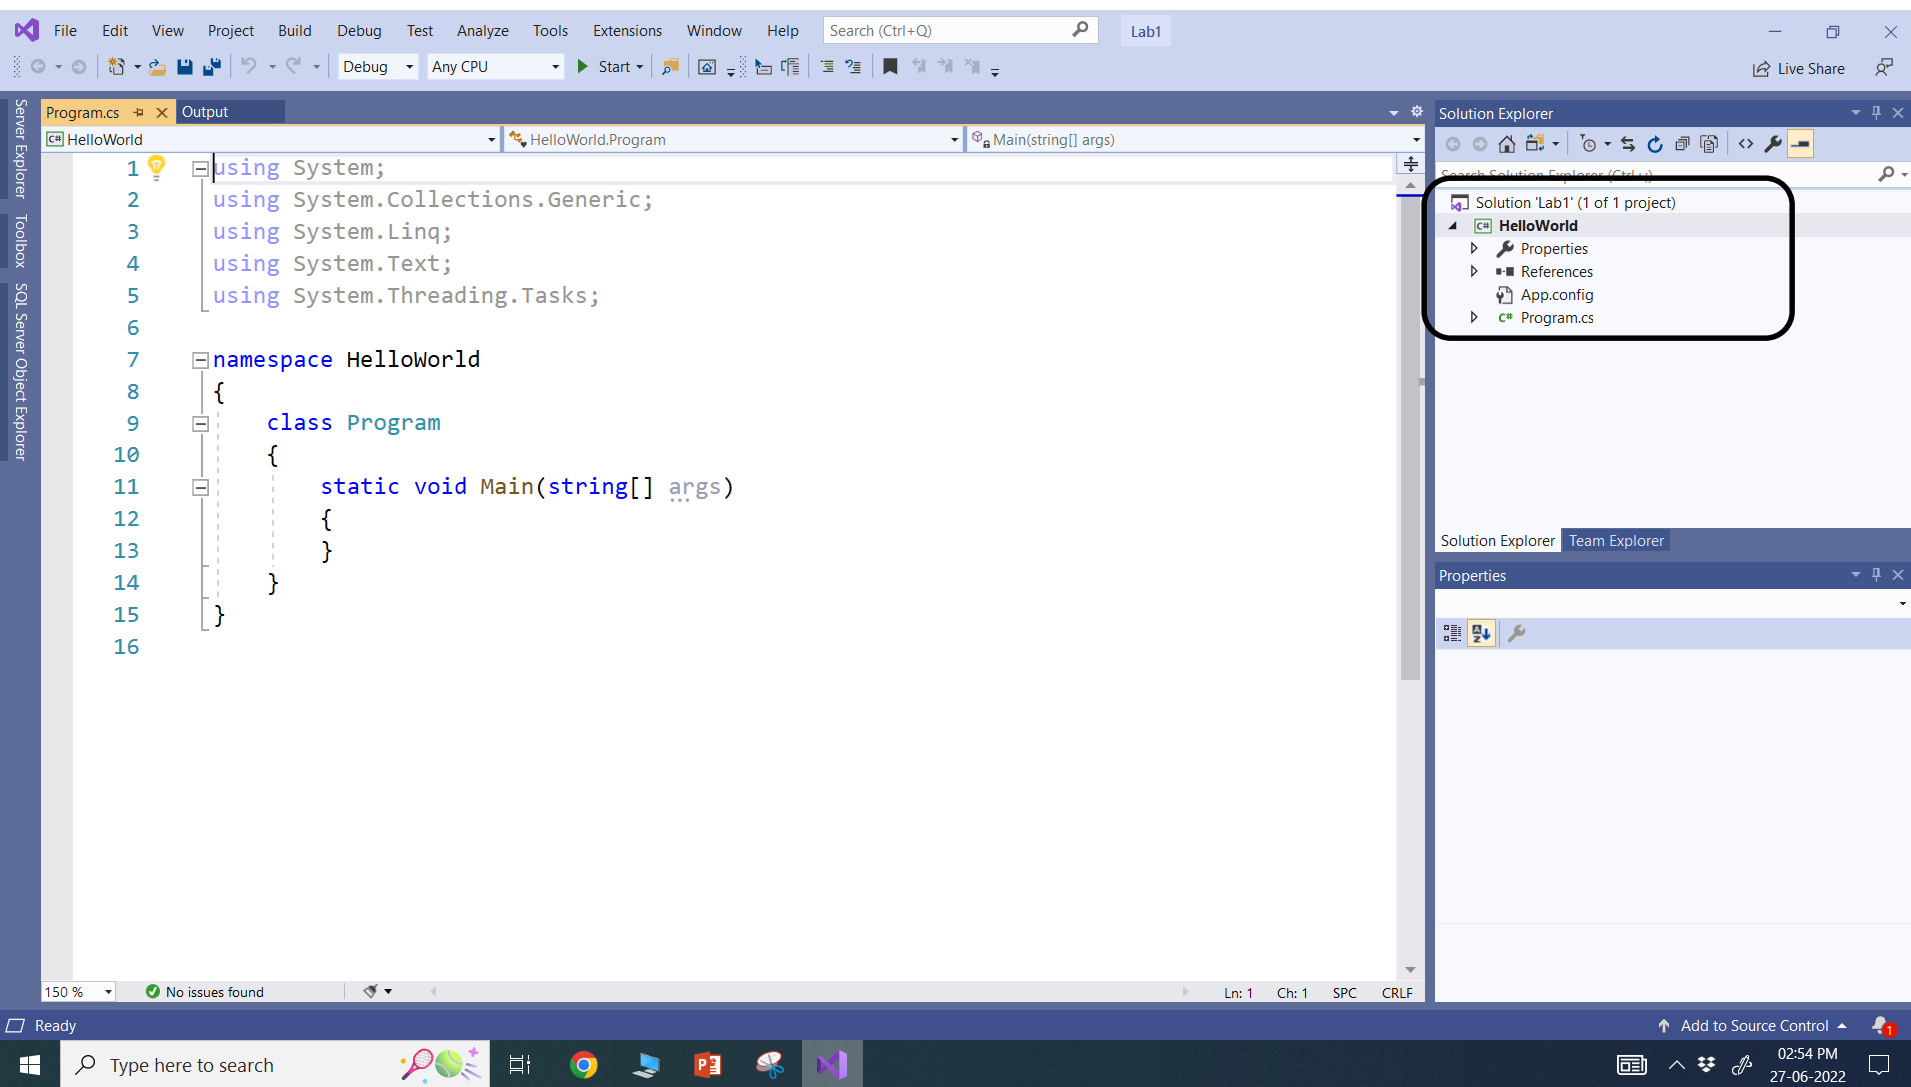 File Edit View Project Build Debug Test Analyze Tools Extensions Window Help Search (Ctrl+Q) Lab1
Debug Any CPU Start Live Share
Server Explorer
Toolbox
SQL Server Object Explorer
Program.cs Output
HelloWorld HelloWorld.Program Main(string[] args)
1 using System;
2 using System.Collections.Generic;
3 using System.Linq;
4 using System.Text;
5 using System.Threading.Tasks;
6
7 namespace HelloWorld
8 {
9 class Program
10 {
11 static void Main(string[] args)
12 {
13 }
14 }
15 }
16
150 % No issues found Ln: 1 Ch: 1 SPC CRLF
Solution Explorer
Search Solution Explorer (Ctrl+;)
Solution 'Lab1' (1 of 1 project)
C# HelloWorld
Properties
References
App.config
C# Program.cs
Solution Explorer Team Explorer
Properties
Ready Add to Source Control 1
Type here to search
02:54 PM
27-06-2022